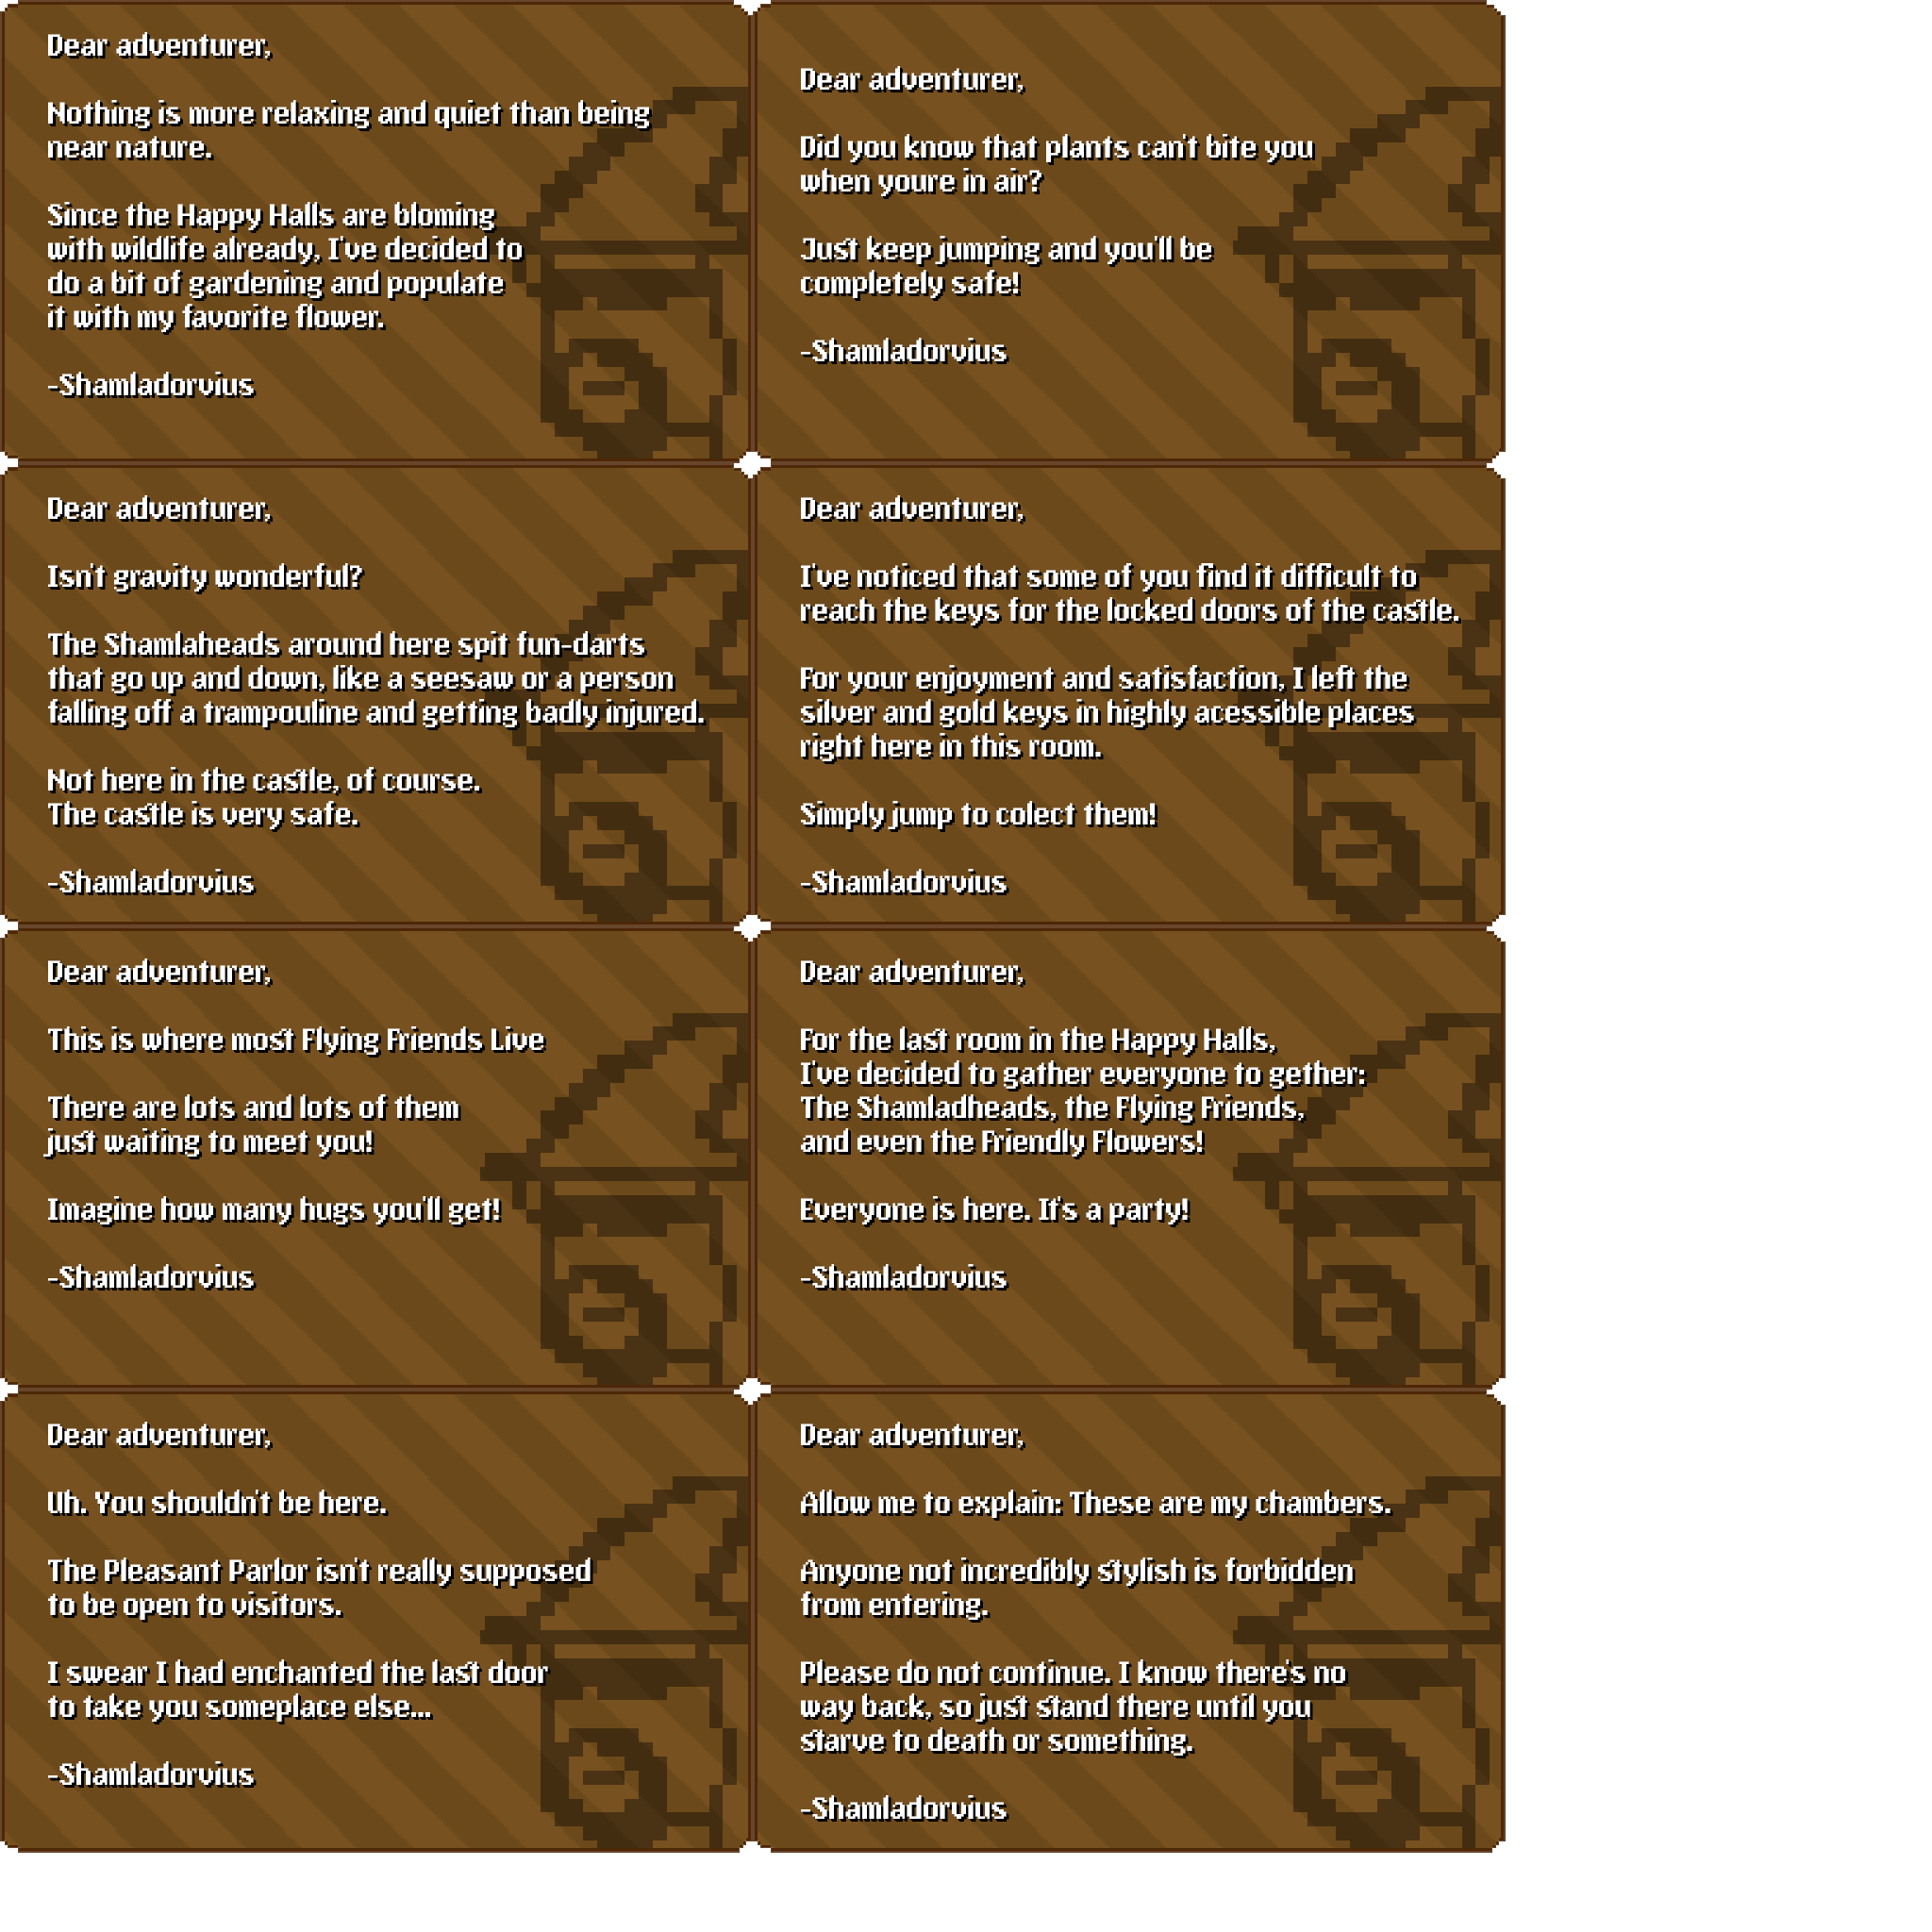 Dear adventurer,
Nothing is more relaxing and quiet than being
near nature.
Since the Happy Halls are bloming
with wildlife already, I've decided to
do a bit of gardening and populate
it with my favorite flower.
-Shamladorvius
Dear adventurer,
Did you know that plants can't bite you
when youre in air?
Just keep jumping and you'll be
completely safe!
-Shamladorvius
Dear adventurer,
Isn't gravity wonderful?
The Shamlaheads around here spit fun-darts
that go up and down, like a seesaw or a person
falling off a trampouline and getting badly injured.
Not here in the castle, of course.
The castle is very safe.
-Shamladorvius
Dear adventurer,
I've noticed that some of you find it difficult to
reach the keys for the locked doors of the castle.
For your enjoyment and satisfaction, I left the
silver and gold keys in highly acessible places
right here in this room.
Simply jump to colect them!
-Shamladorvius
Dear adventurer,
This is where most Flying Friends Live
There are lots and lots of them
just waiting to meet you!
Imagine how many hugs you'll get!
-Shamladorvius
Dear adventurer,
For the last room in the Happy Halls,
I've decided to gather everyone to gether:
The Shamladheads, the Flying Friends,
and even the Friendly Flowers!
Everyone is here. It's a party!
-Shamladorvius
Dear adventurer,
Uh. You shouldn't be here.
The Pleasant Parlor isn't really supposed
to be open to visitors.
I swear I had enchanted the last door
to take you someplace else...
-Shamladorvius
Dear adventurer,
Allow me to explain: These are my chambers.
Anyone not incredibly stylish is forbidden
from entering.
Please do not continue. I know there's no
way back, so just stand there until you
starve to death or something.
-Shamladorvius